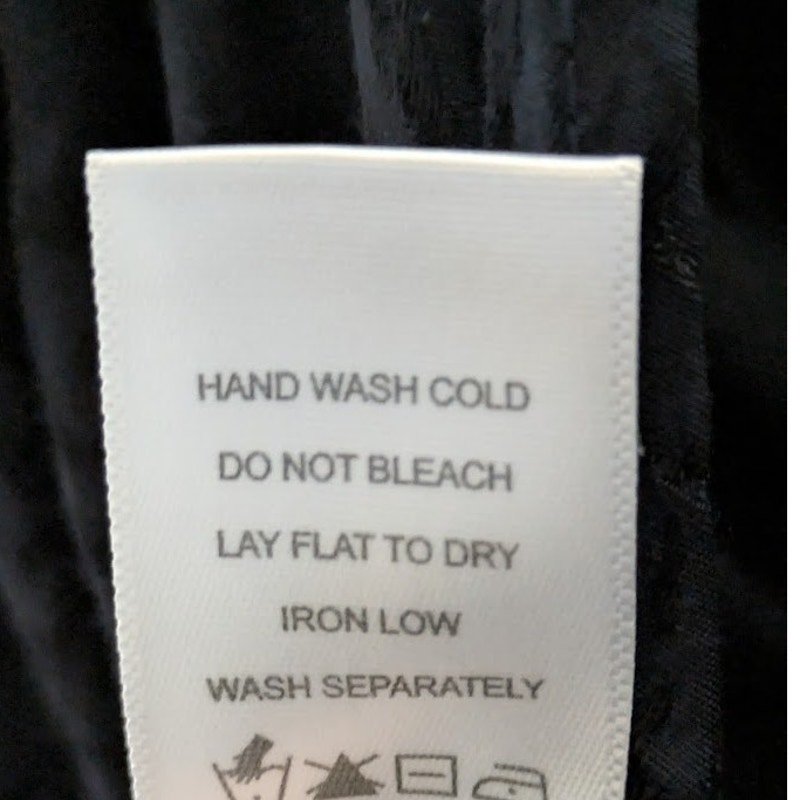 HAND WASH COLD
DO NOT BLEACH
LAY FLAT TO DRY
IRON LOW
WASH SEPARATELY